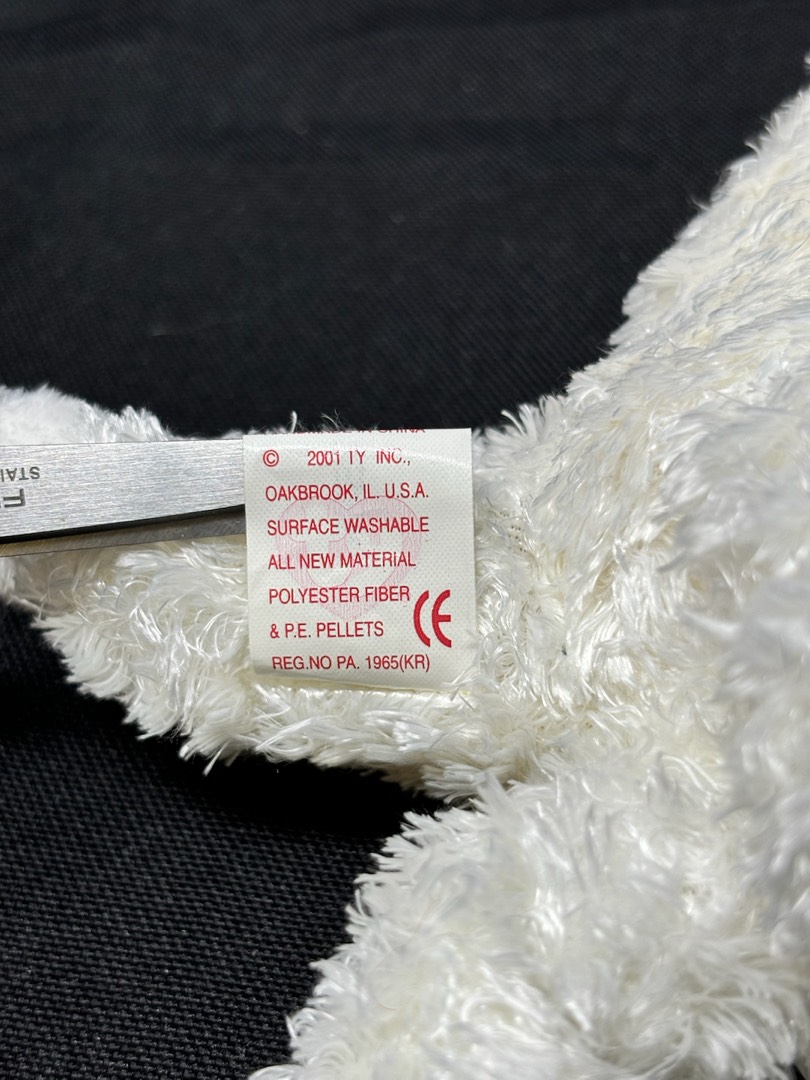 CHINA
© 2001 TY INC.,
OAKBROOK, IL. U.S.A.
SURFACE WASHABLE
ALL NEW MATERIAL
POLYESTER FIBER
& P.E. PELLETS
CE
REG.NO PA. 1965(KR)